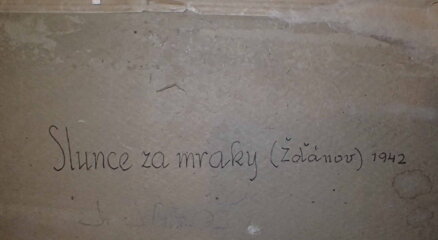 Slunce za mraky (Žďánov) 1942